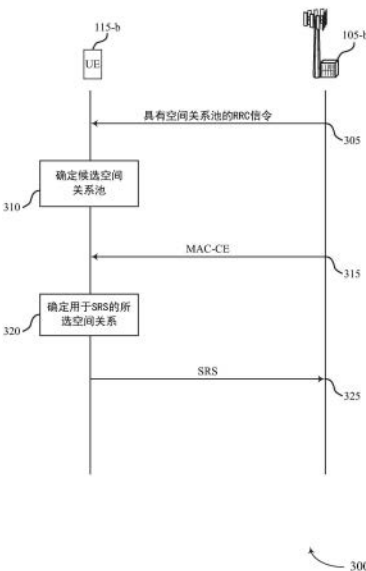 115-b
105-b
UE
具有空间关系池的RRC信令
305
确定候选空间
关系池
310
MAC-CE
315
确定用于SRS的所
选空间关系
320
SRS
325
300